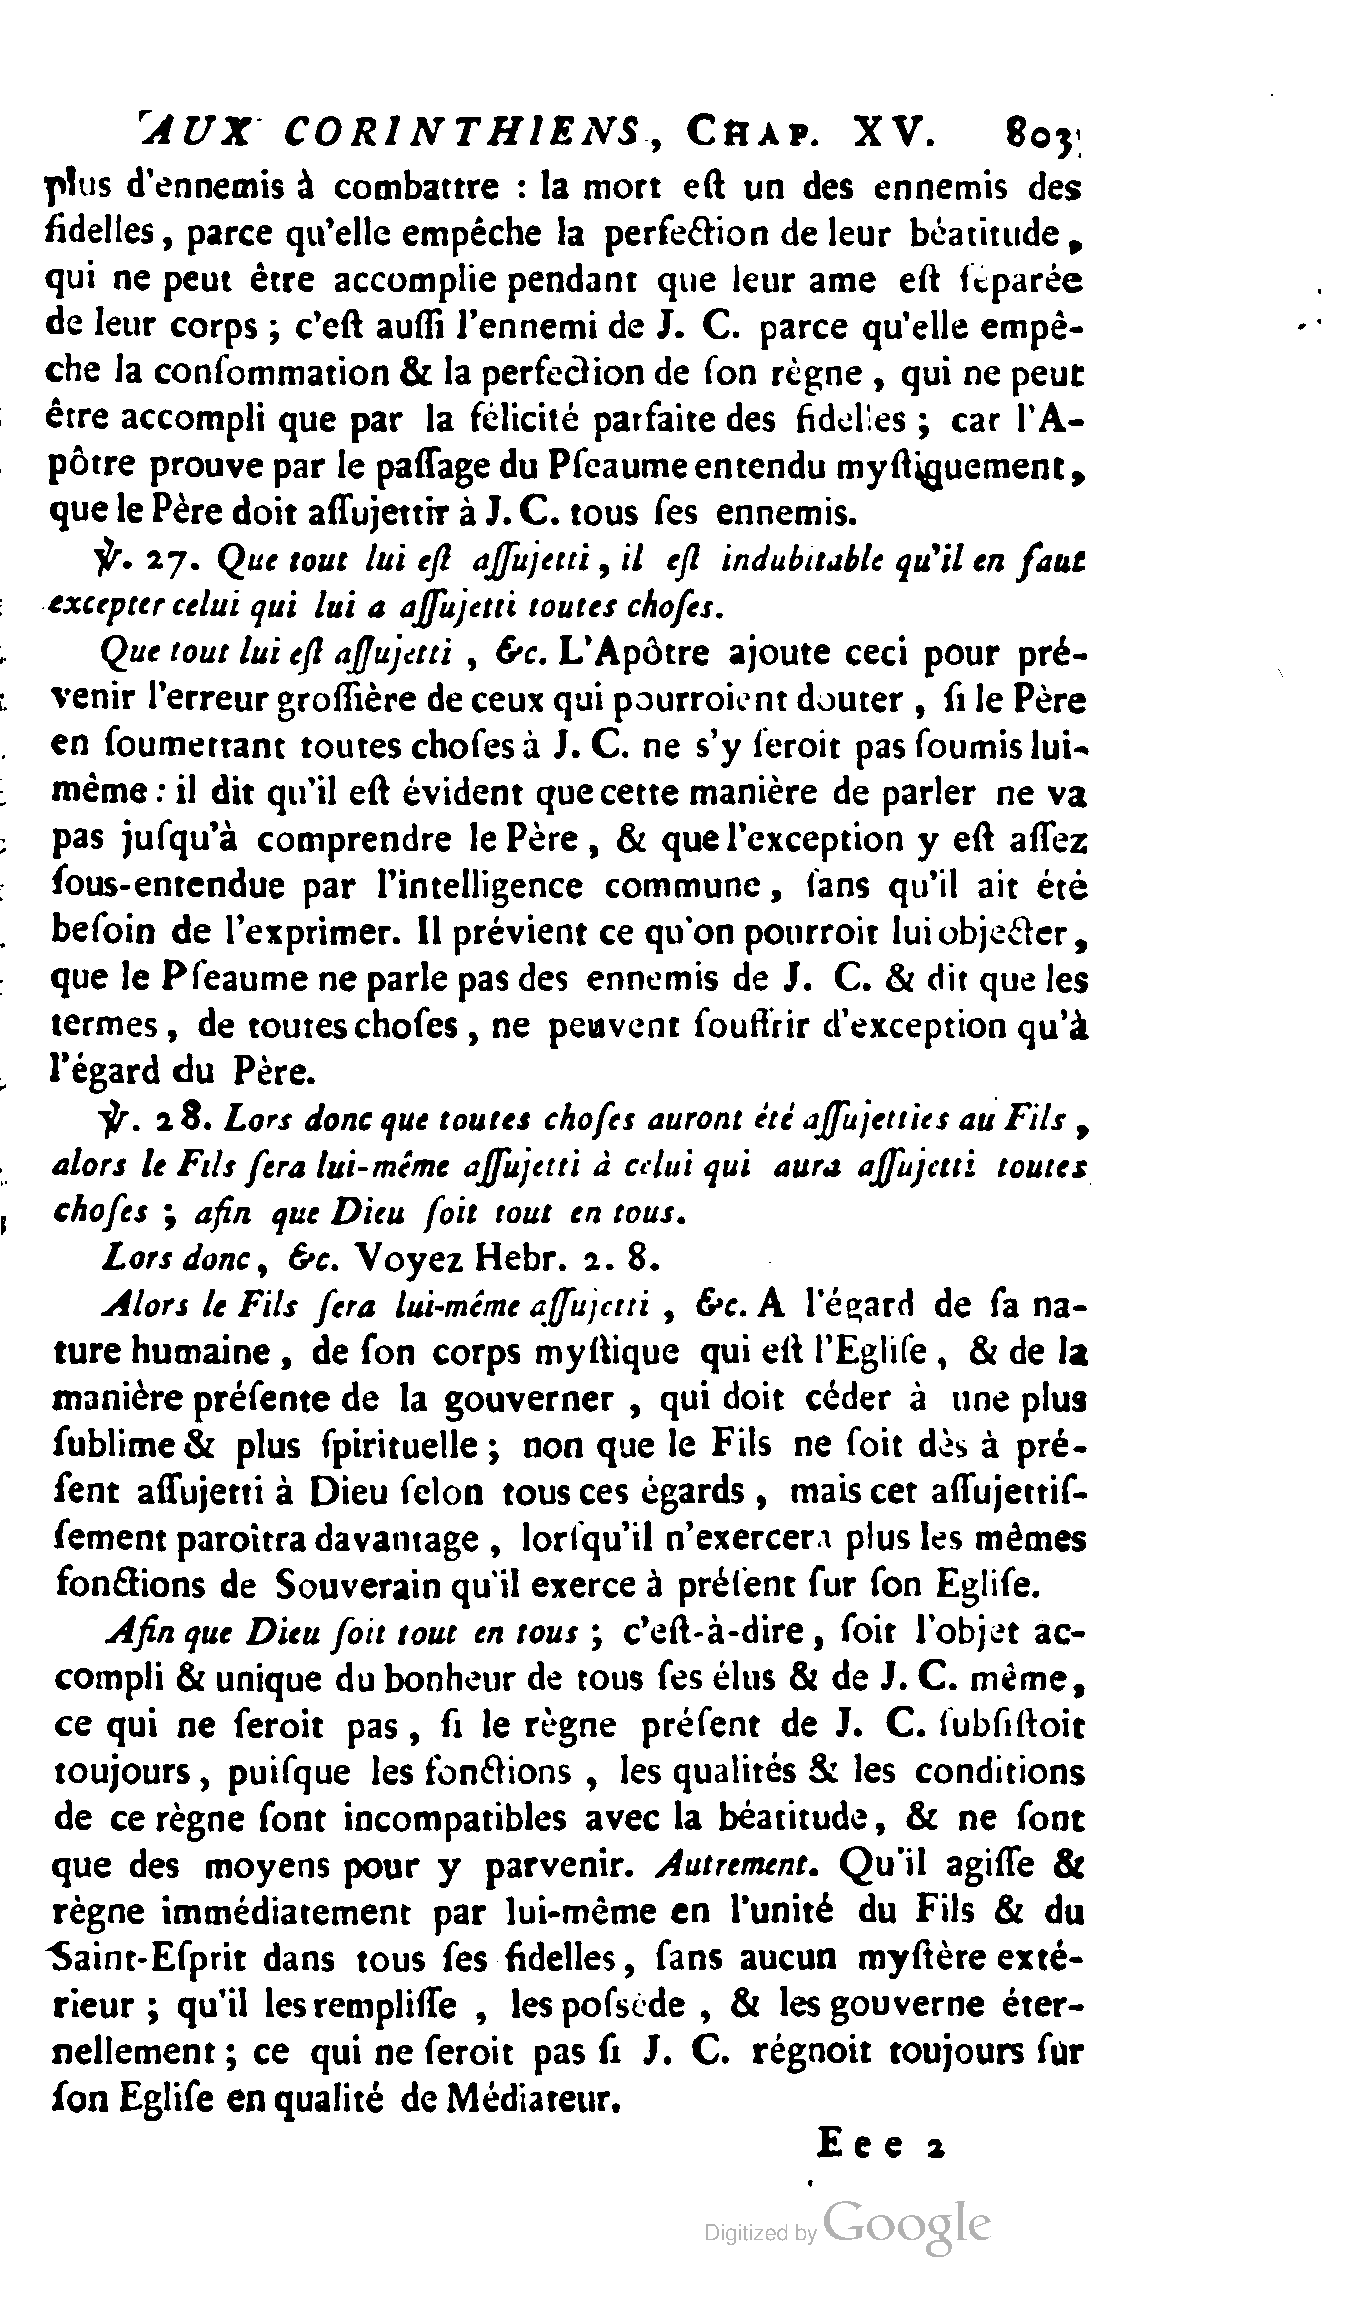 AUX CORINTHIENS, CHAP. XV. 803
plus d'ennemis à combattre : la mort eſt un des ennemis des
fidelles, parce qu'elle empêche la perfection de leur béatitude,
qui ne peut être accomplie pendant que leur ame eſt ſéparée
de leur corps ; c'eſt auſſi l'ennemi de J. C. parce qu'elle empê-
che la conſommation & la perfection de ſon règne, qui ne peut
être accompli que par la félicité parfaite des fidelles ; car l'A-
pôtre prouve par le paſſage du Pſeaume entendu myſtiquement,
que le Père doit aſſujettir à J. C. tous ſes ennemis.
℣. 27. Que tout lui eſt aſſujetti, il eſt indubitable qu'il en faut
excepter celui qui lui a aſſujetti toutes choſes.
Que tout lui eſt aſſujetti, &c. L'Apôtre ajoute ceci pour pré-
venir l'erreur groſſière de ceux qui pourroient douter, ſi le Père
en ſoumettant toutes choſes à J. C. ne s'y ſeroit pas ſoumis lui-
même : il dit qu'il eſt évident que cette manière de parler ne va
pas juſqu'à comprendre le Père, & que l'exception y eſt aſſez
ſous-entendue par l'intelligence commune, ſans qu'il ait été
beſoin de l'exprimer. Il prévient ce qu'on pourroit lui objecter,
que le Pſeaume ne parle pas des ennemis de J. C. & dit que les
termes, de toutes choſes, ne peuvent ſouffrir d'exception qu'à
l'égard du Père.
℣. 28. Lors donc que toutes choſes auront été aſſujetties au Fils,
alors le Fils ſera lui-même aſſujetti à celui qui aura aſſujetti toutes
choſes ; afin que Dieu ſoit tout en tous.
Lors donc, &c. Voyez Hebr. 2. 8.
Alors le Fils ſera lui-même aſſujetti, &c. A l'égard de ſa na-
ture humaine, de ſon corps myſtique qui eſt l'Egliſe, & de la
manière préſente de la gouverner, qui doit céder à une plus
ſublime & plus ſpirituelle ; non que le Fils ne ſoit dès à pré-
ſent aſſujetti à Dieu ſelon tous ces égards, mais cet aſſujettiſ-
ſement paroîtra davantage, lorſqu'il n'exercera plus les mêmes
fonctions de Souverain qu'il exerce à préſent ſur ſon Egliſe.
Afin que Dieu ſoit tout en tous ; c'eſt-à-dire, ſoit l'objet ac-
compli & unique du bonheur de tous ſes élus & de J. C. même,
ce qui ne ſeroit pas, ſi le règne préſent de J. C. ſubſiſtoit
toujours, puiſque les fonctions, les qualités & les conditions
de ce règne ſont incompatibles avec la béatitude, & ne ſont
que des moyens pour y parvenir. Autrement. Qu'il agiſſe &
règne immédiatement par lui-même en l'unité du Fils & du
Saint-Eſprit dans tous ſes fidelles, ſans aucun myſtère exté-
rieur ; qu'il les rempliſſe, les poſsède, & les gouverne éter-
nellement ; ce qui ne ſeroit pas ſi J. C. régnoit toujours ſur
ſon Egliſe en qualité de Médiateur.
Eee 2
Digitized by Google